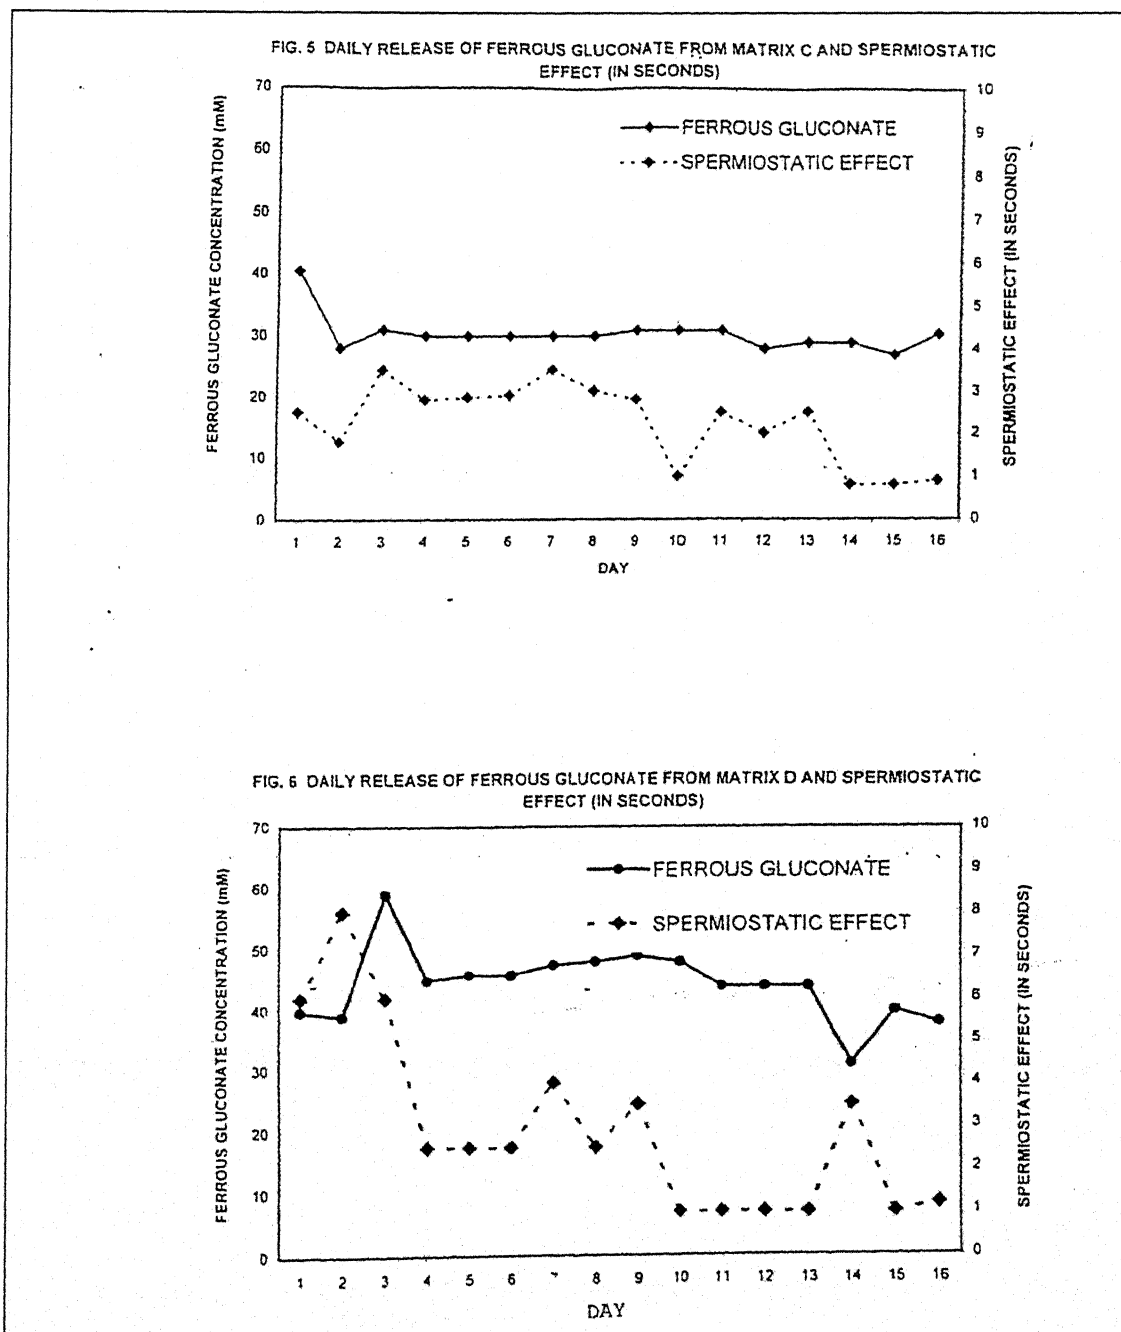 FIG. 5 DAILY RELEASE OF FERROUS GLUCONATE FROM MATRIX C AND SPERMIOSTATIC
EFFECT (IN SECONDS)
FERROUS GLUCONATE CONCENTRATION (mM)
70
60
50
40
30
20
10
0
FERROUS GLUCONATE
SPERMIOSTATIC EFFECT
10
9
8
7
6
5
4
3
2
1
0
SPERMIOSTATIC EFFECT (IN SECONDS)
1 2 3 4 5 6 7 8 9 10 11 12 13 14 15 16
DAY
FIG. 6 DAILY RELEASE OF FERROUS GLUCONATE FROM MATRIX D AND SPERMIOSTATIC
EFFECT (IN SECONDS)
FERROUS GLUCONATE CONCENTRATION (mM)
70
60
50
40
30
20
10
0
FERROUS GLUCONATE
SPERMIOSTATIC EFFECT
10
9
8
7
6
5
4
3
2
1
0
SPERMIOSTATIC EFFECT (IN SECONDS)
1 2 3 4 5 6 7 8 9 10 11 12 13 14 15 16
DAY